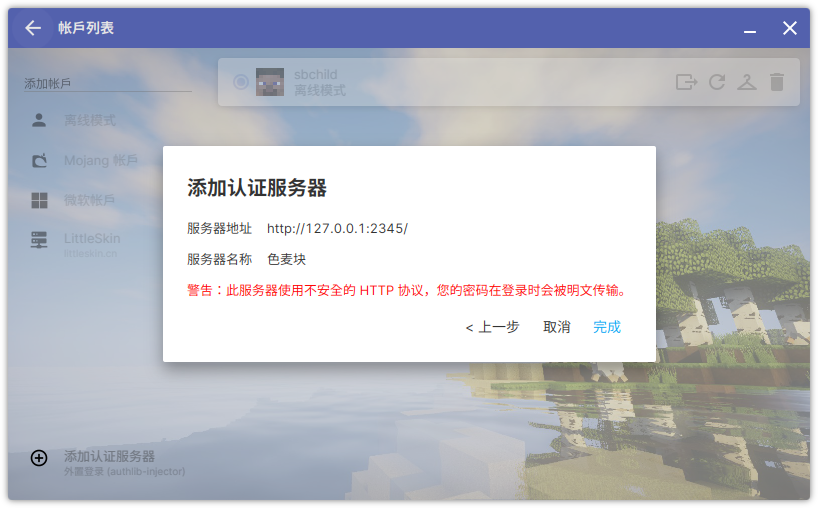 帐戶列表
添加帐戶
sbchild
离线模式
离线模式
Mojang 帐戶
微软帐戶
LittleSkin
littleskin.cn
添加认证服务器
服务器地址 http://127.0.0.1:2345/
服务器名称 色麦块
警告：此服务器使用不安全的 HTTP 协议，您的密码在登录时会被明文传输。
< 上一步 取消 完成
添加认证服务器
外置登录 (authlib-injector)